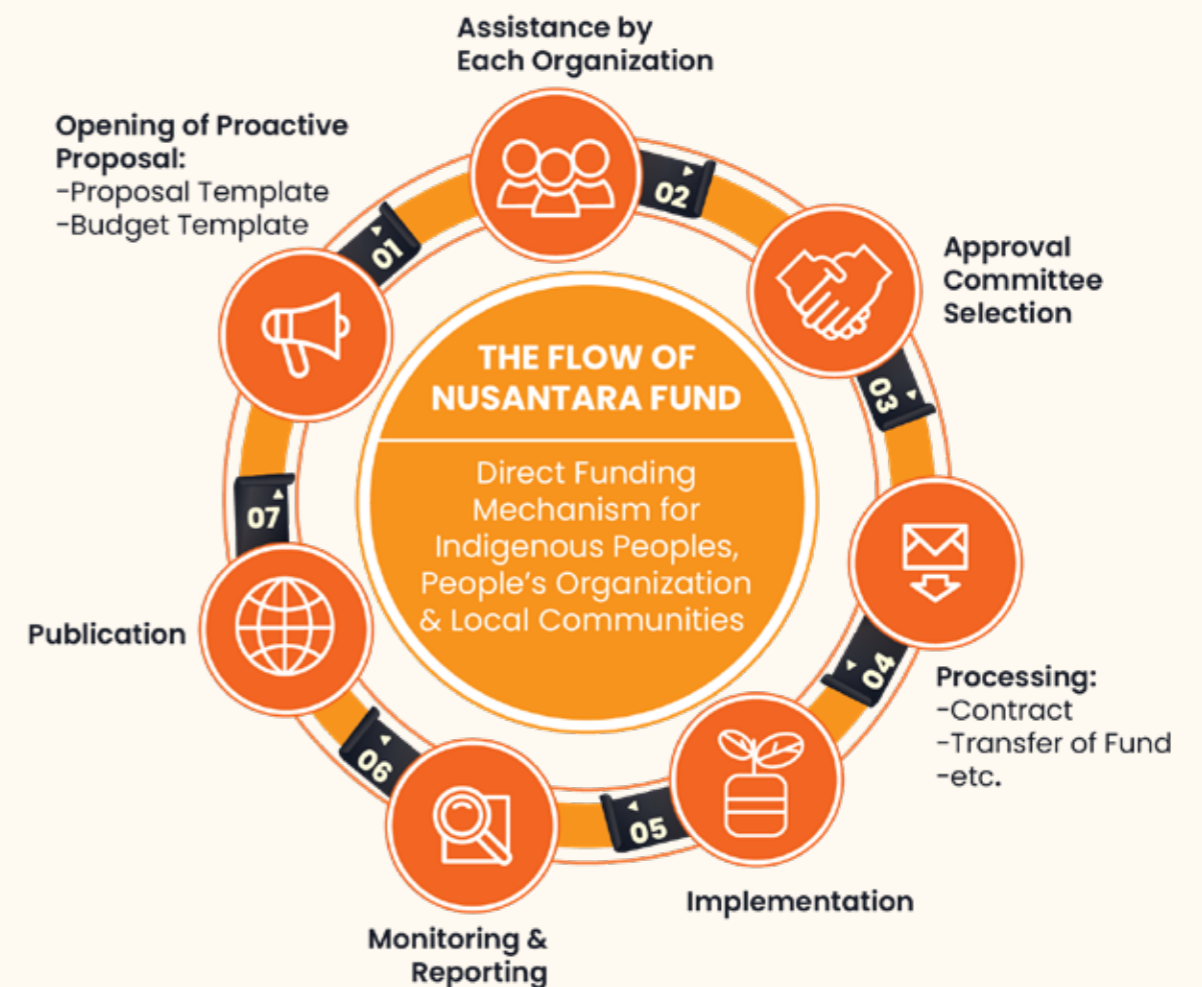 THE FLOW OF
NUSANTARA FUND
Direct Funding
Mechanism for
Indigenous Peoples,
People's Organization
& Local Communities
Opening of Proactive
Proposal:
-Proposal Template
-Budget Template
01
Assistance by
Each Organization
02
Approval
Committee
Selection
03
Processing:
-Contract
-Transfer of Fund
-etc.
04
Implementation
05
Monitoring &
Reporting
06
Publication
07